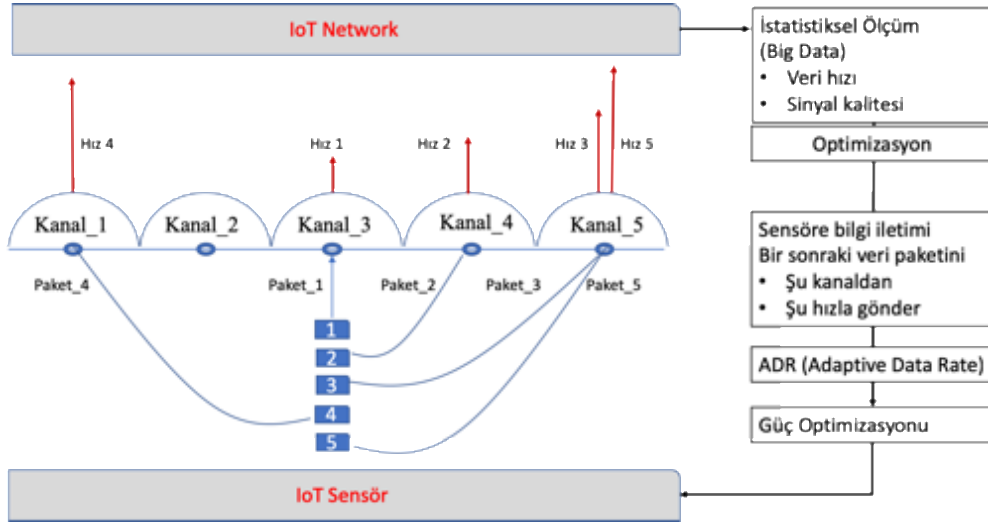 IoT Network
İstatistiksel Ölçüm
(Big Data)
• Veri hızı
• Sinyal kalitesi
Optimizasyon
Hız 4
Hız 1
Hız 2
Hız 3
Hız 5
Kanal_1
Kanal_2
Kanal_3
Kanal_4
Kanal_5
Sensöre bilgi iletimi
Bir sonraki veri paketini
• Şu kanaldan
• Şu hızla gönder
Paket_4
Paket_1
Paket_2
Paket_3
Paket_5
1
2
3
4
5
ADR (Adaptive Data Rate)
Güç Optimizasyonu
IoT Sensör